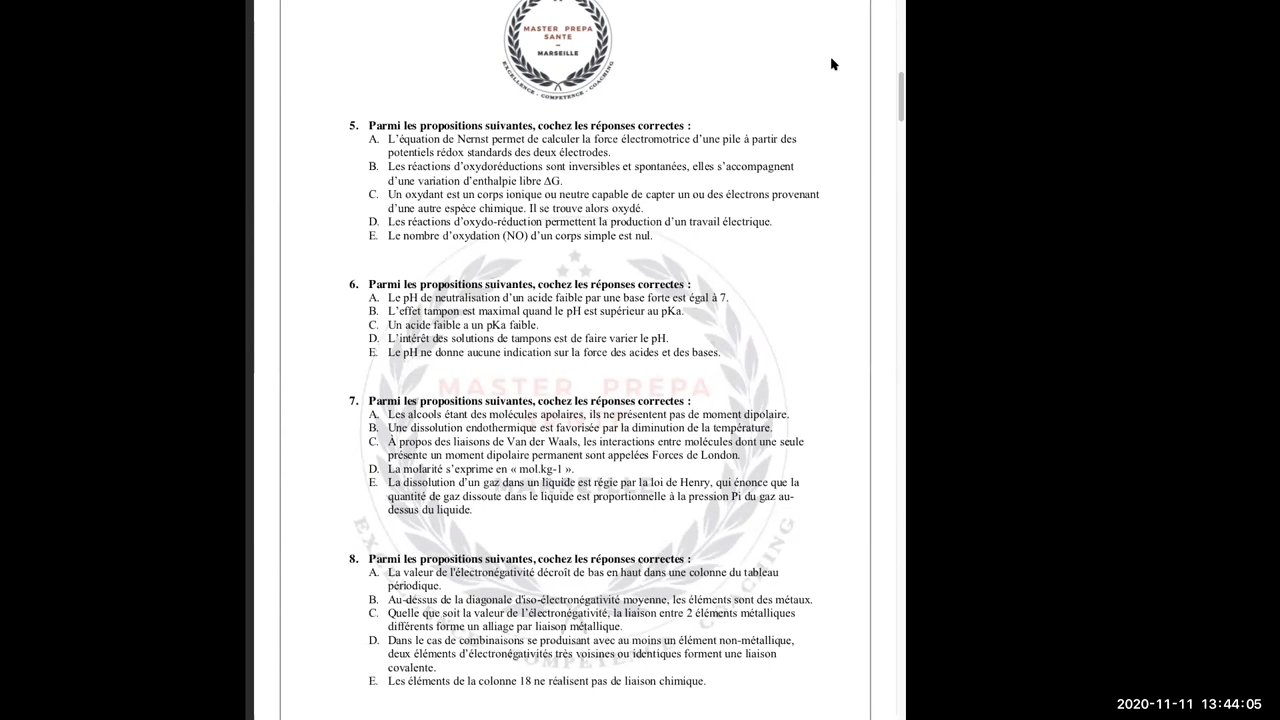 MASTER PREPA
SANTE
–
MARSEILLE
EXCELLENCE - COMPETENCE - COACHING
5. Parmi les propositions suivantes, cochez les réponses correctes :
A. L’équation de Nernst permet de calculer la force électromotrice d’une pile à partir des
potentiels rédox standards des deux électrodes.
B. Les réactions d’oxydoréductions sont inversibles et spontanées, elles s’accompagnent
d’une variation d’enthalpie libre ΔG.
C. Un oxydant est un corps ionique ou neutre capable de capter un ou des électrons provenant
d’une autre espèce chimique. Il se trouve alors oxydé.
D. Les réactions d’oxydo-réduction permettent la production d’un travail électrique.
E. Le nombre d’oxydation (NO) d’un corps simple est nul.
6. Parmi les propositions suivantes, cochez les réponses correctes :
A. Le pH de neutralisation d’un acide faible par une base forte est égal à 7.
B. L’effet tampon est maximal quand le pH est supérieur au pKa.
C. Un acide faible a un pKa faible.
D. L’intérêt des solutions de tampons est de faire varier le pH.
E. Le pH ne donne aucune indication sur la force des acides et des bases.
MASTER PREPA
7. Parmi les propositions suivantes, cochez les réponses correctes :
A. Les alcools étant des molécules apolaires, ils ne présentent pas de moment dipolaire.
B. Une dissolution endothermique est favorisée par la diminution de la température.
C. À propos des liaisons de Van der Waals, les interactions entre molécules dont une seule
présente un moment dipolaire permanent sont appelées Forces de London.
D. La molarité s’exprime en « mol.kg-1 ».
E. La dissolution d’un gaz dans un liquide est régie par la loi de Henry, qui énonce que la
quantité de gaz dissoute dans le liquide est proportionnelle à la pression Pi du gaz au-
dessus du liquide.
8. Parmi les propositions suivantes, cochez les réponses correctes :
A. La valeur de l'électronégativité décroît de bas en haut dans une colonne du tableau
périodique.
B. Au-dessus de la diagonale d'iso-électronégativité moyenne, les éléments sont des métaux.
C. Quelle que soit la valeur de l’électronégativité, la liaison entre 2 éléments métalliques
différents forme un alliage par liaison métallique.
D. Dans le cas de combinaisons se produisant avec au moins un élément non-métallique,
deux éléments d’électronégativités très voisines ou identiques forment une liaison
covalente.
E. Les éléments de la colonne 18 ne réalisent pas de liaison chimique.
2020-11-11 13:44:05